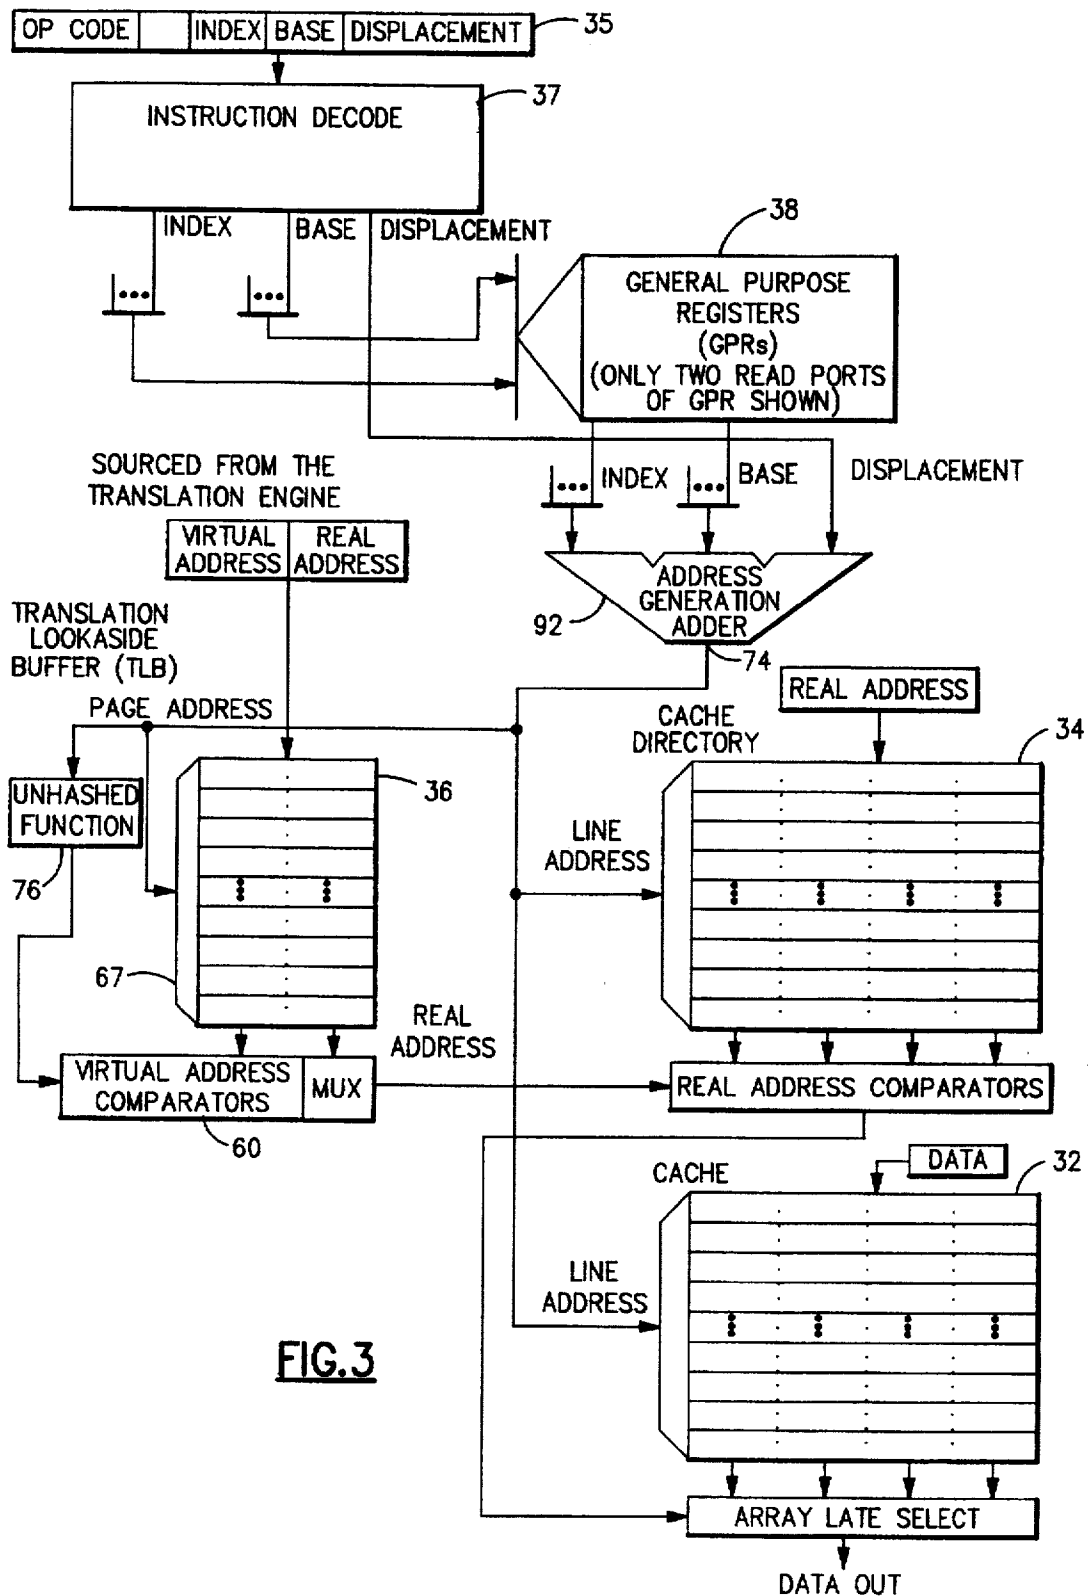 OP CODE INDEX BASE DISPLACEMENT 35
37
INSTRUCTION DECODE
INDEX BASE DISPLACEMENT
38
GENERAL PURPOSE
REGISTERS
(GPRs)
(ONLY TWO READ PORTS
OF GPR SHOWN)
SOURCED FROM THE
TRANSLATION ENGINE
INDEX BASE DISPLACEMENT
VIRTUAL
ADDRESS
REAL
ADDRESS
ADDRESS
GENERATION
ADDER
92
74
TRANSLATION
LOOKASIDE
BUFFER (TLB)
PAGE ADDRESS
REAL ADDRESS
CACHE
DIRECTORY
34
36
UNHASHED
FUNCTION
76
LINE
ADDRESS
67
REAL
ADDRESS
VIRTUAL ADDRESS
COMPARATORS
MUX
REAL ADDRESS COMPARATORS
60
DATA
32
CACHE
LINE
ADDRESS
FIG.3
ARRAY LATE SELECT
DATA OUT